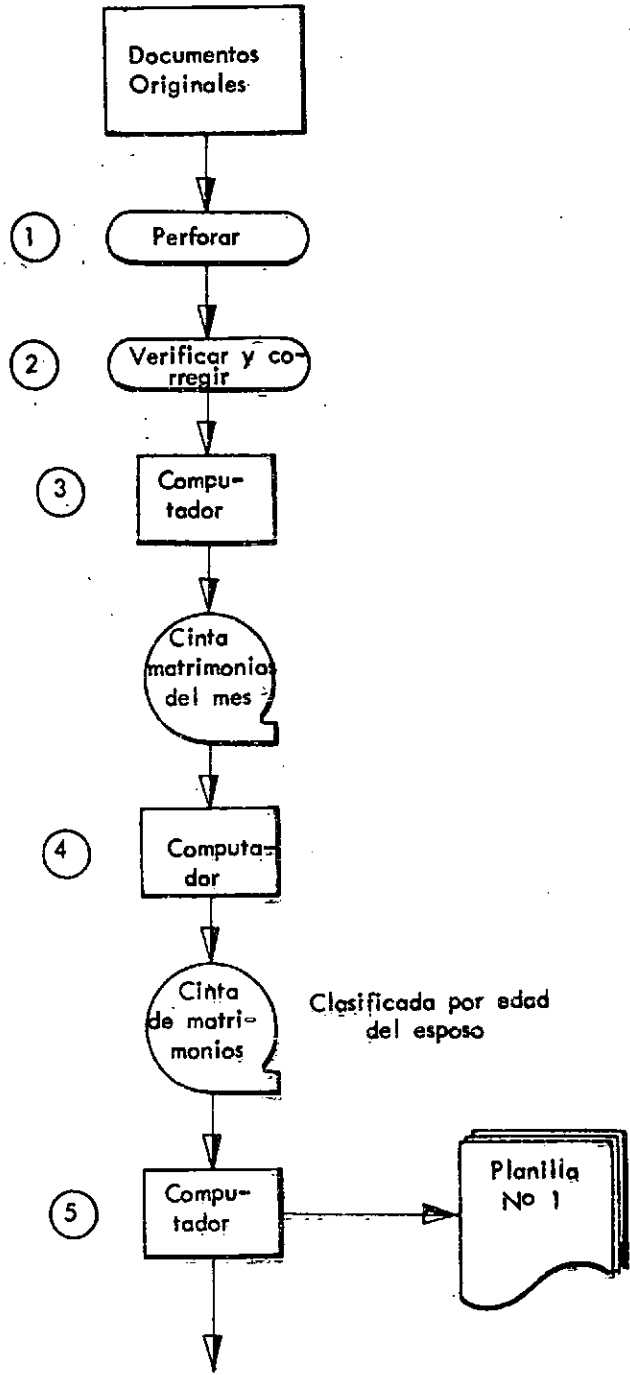 Documentos
Originales
1
Perforar
2
Verificar y co-
rregir
3
Compu-
tador
Cinta
matrimonios
del mes
4
Computa-
dor
Cinta
de matri-
monios
Clasificada por edad
del esposo
5
Compu-
tador
Planilla
Nº 1